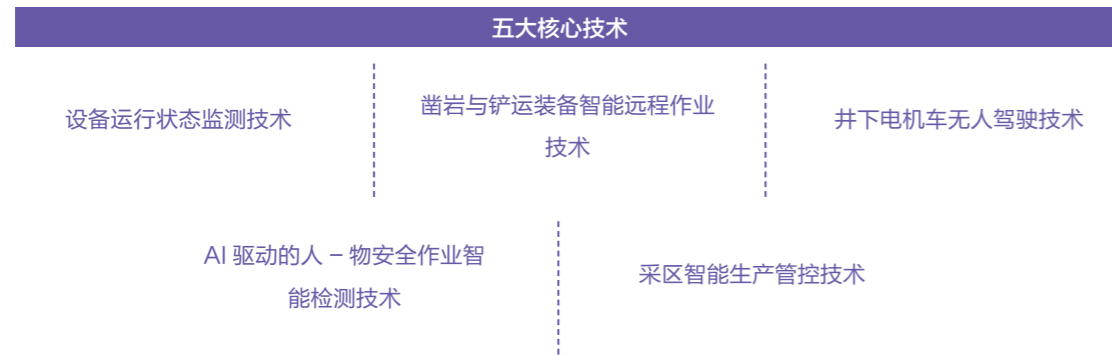 五大核心技术
设备运行状态监测技术
凿岩与铲运装备智能远程作业
技术
井下电机车无人驾驶技术
AI 驱动的人 – 物安全作业智
能检测技术
采区智能生产管控技术